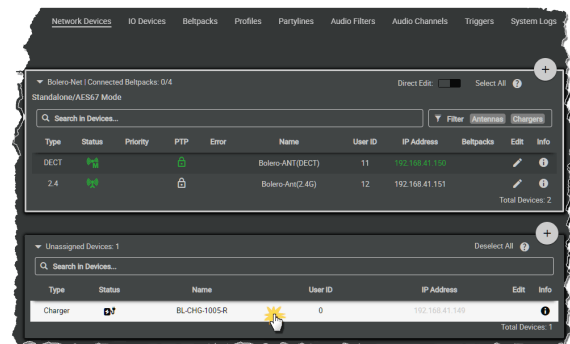 Network Devices IO Devices Beltpacks Profiles Partylines Audio Filters Audio Channels Triggers System Logs
Bolero-Net | Connected Beltpacks: 0/4 Direct Edit: Select All ?
Standalone/AES67 Mode
Search in Devices... Filter Antennas Chargers
Type Status Priority PTP Error Name User ID IP Address Beltpacks Edit Info
DECT M Bolero-ANT(DECT) 11 192.168.41.150
2.4 Bolero-Ant(2.4G) 12 192.168.41.151
Total Devices: 2
Unassigned Devices: 1 Deselect All ?
Search in Devices...
Type Status Name User ID IP Address Edit Info
Charger BL-CHG-1005-R 0 192.168.41.149
Total Devices: 1